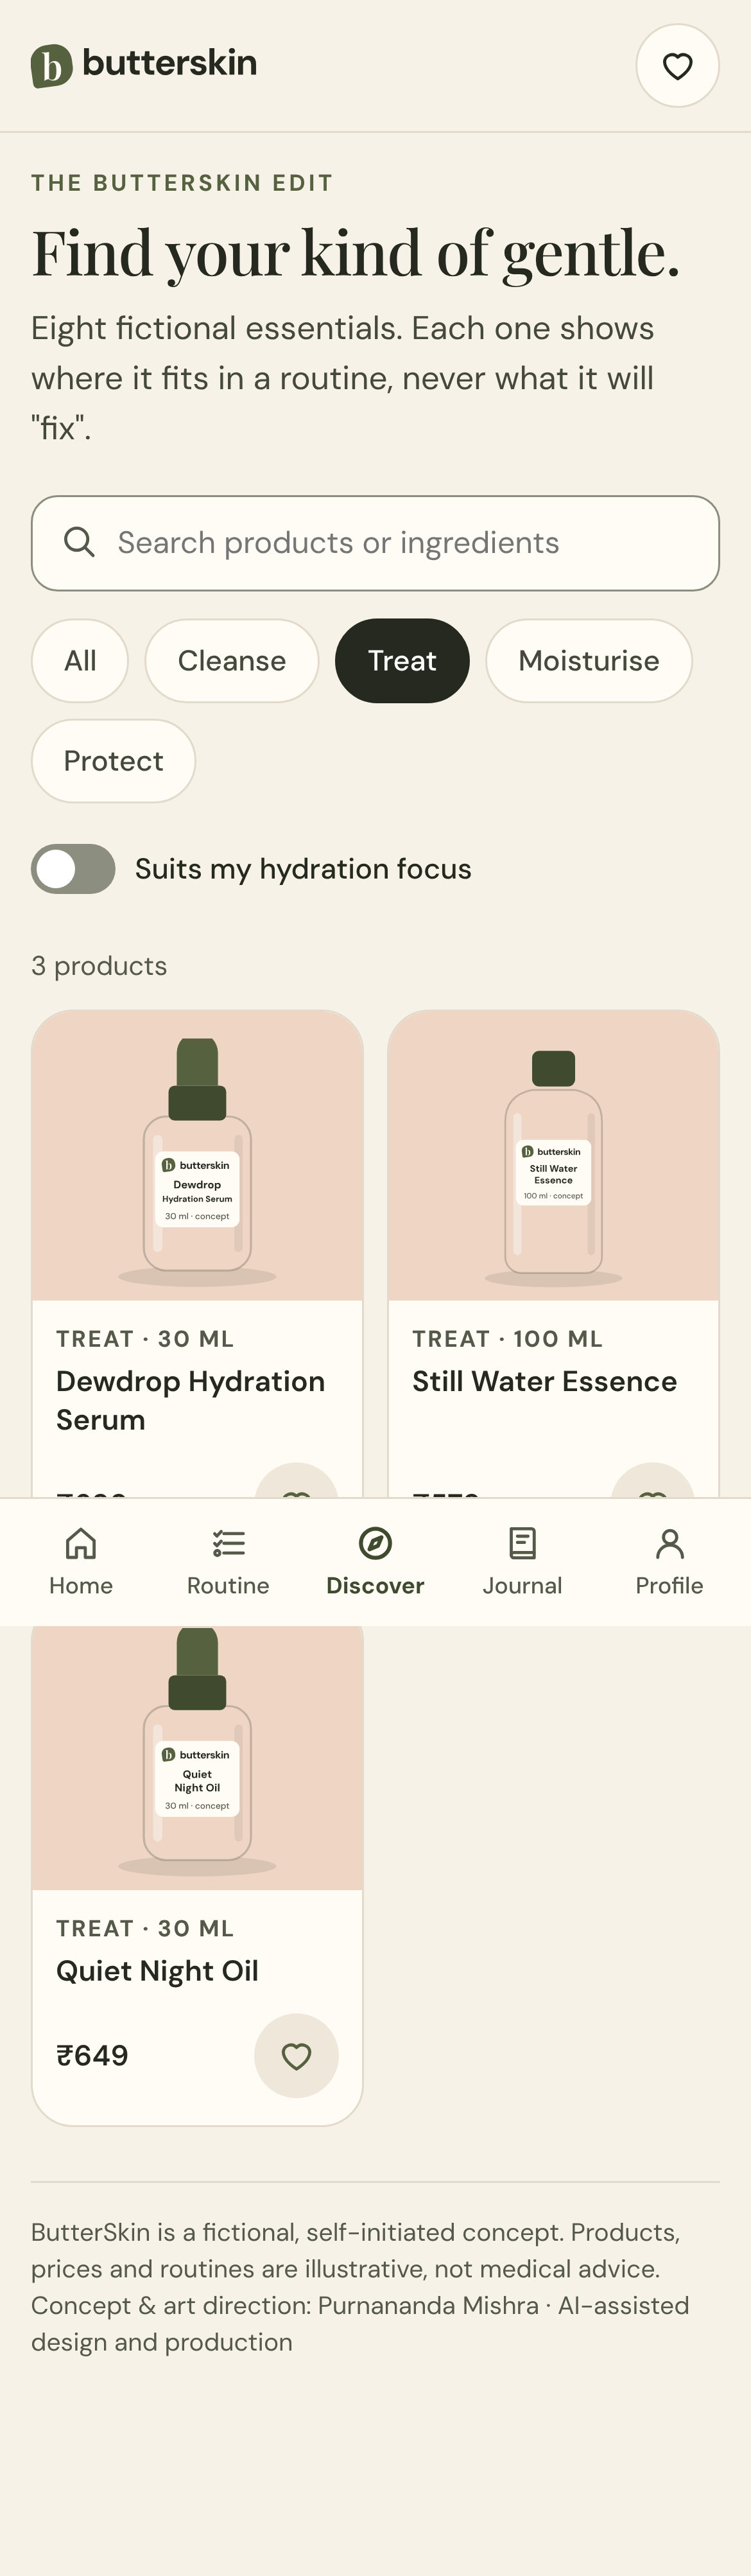 b butterskin
THE BUTTERSKIN EDIT
Find your kind of gentle.
Eight fictional essentials. Each one shows
where it fits in a routine, never what it will
"fix".
Search products or ingredients
All Cleanse Treat Moisturise
Protect
Suits my hydration focus
3 products
b butterskin
Dewdrop
Hydration Serum
30 ml · concept
b butterskin
Still Water
Essence
100 ml · concept
TREAT · 30 ML
Dewdrop Hydration
Serum
TREAT · 100 ML
Still Water Essence
Home Routine Discover Journal Profile
b butterskin
Quiet
Night Oil
30 ml · concept
TREAT · 30 ML
Quiet Night Oil
₹649
ButterSkin is a fictional, self-initiated concept. Products,
prices and routines are illustrative, not medical advice.
Concept & art direction: Purnananda Mishra · AI-assisted
design and production